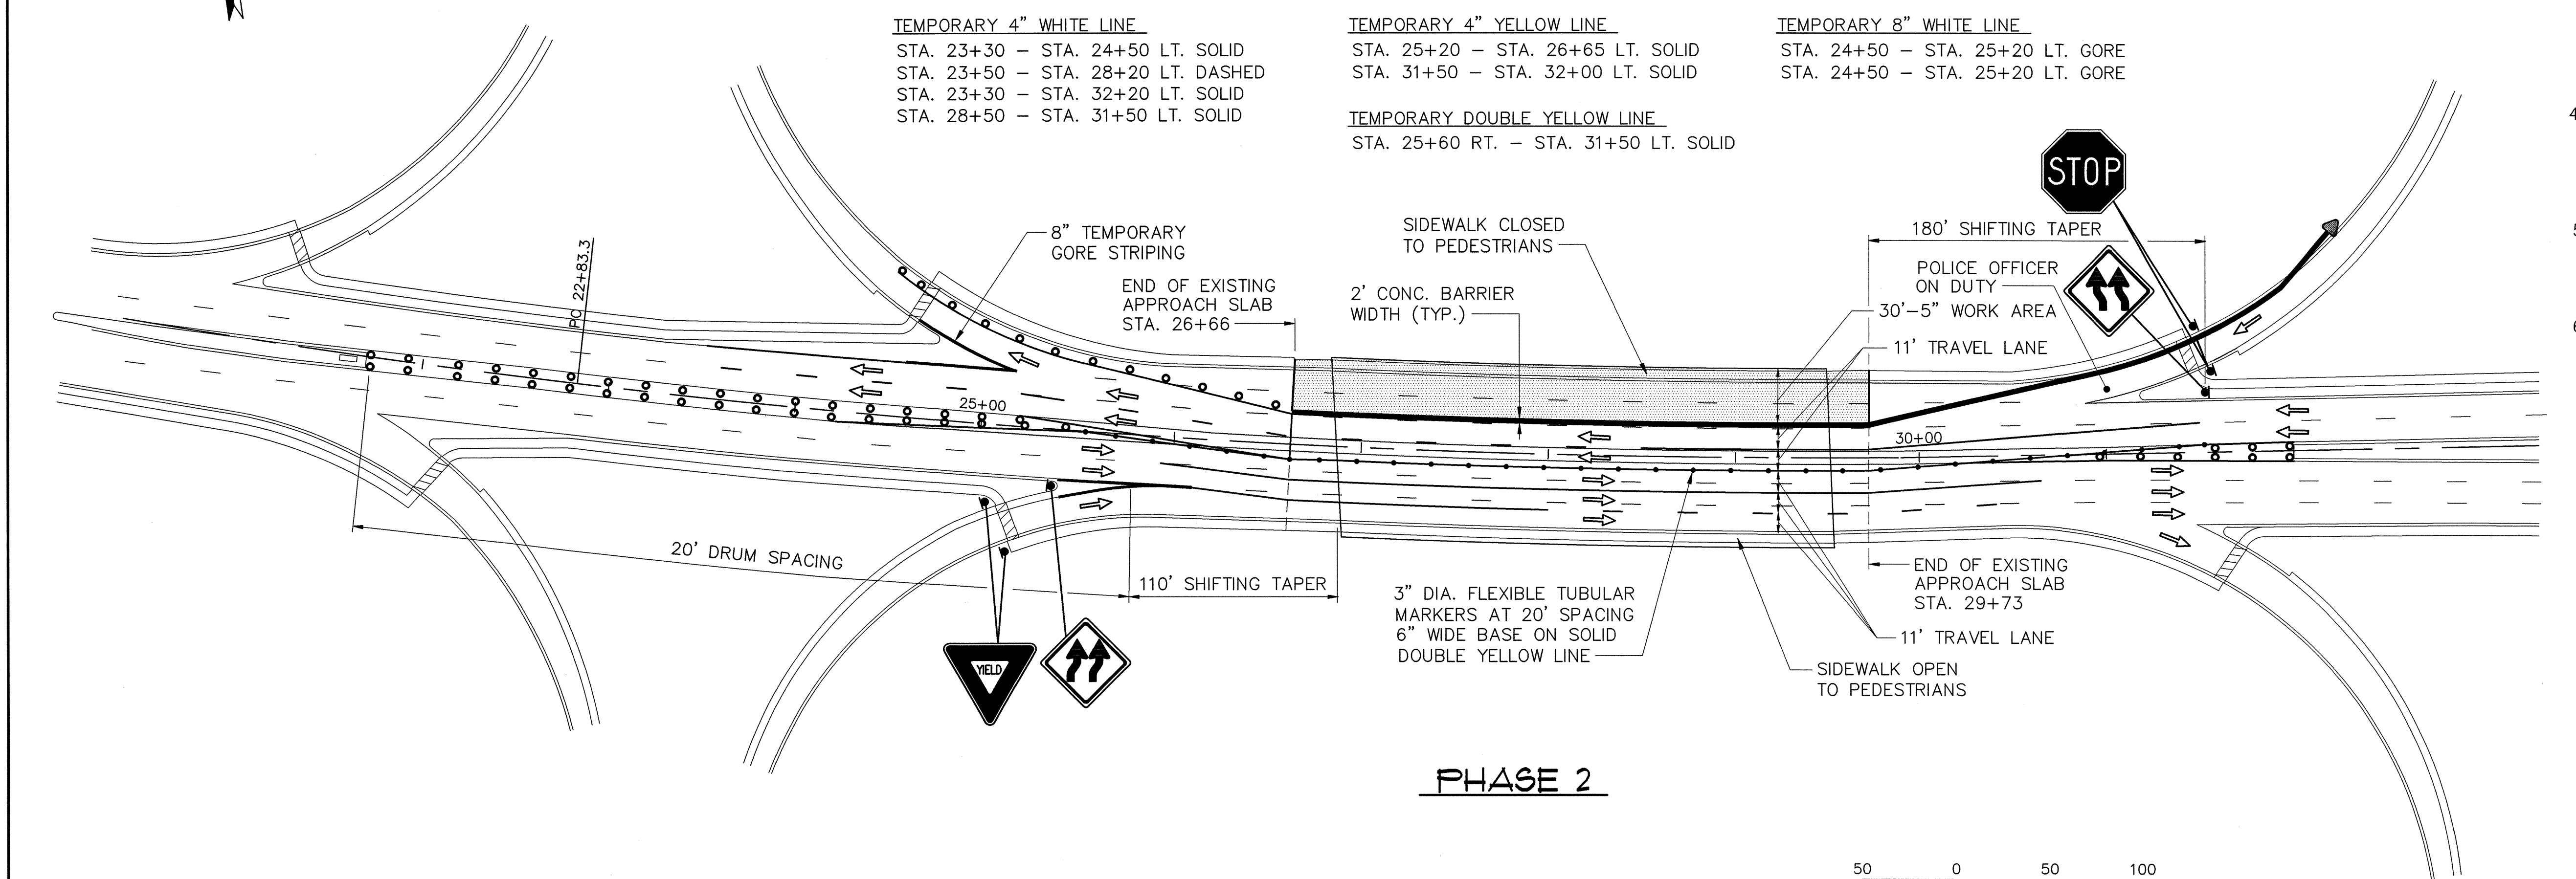 TEMPORARY 4" WHITE LINE
STA. 23+30 – STA. 24+50 LT. SOLID
STA. 23+50 – STA. 28+20 LT. DASHED
STA. 23+30 – STA. 32+20 LT. SOLID
STA. 28+50 – STA. 31+50 LT. SOLID
TEMPORARY 4" YELLOW LINE
STA. 25+20 – STA. 26+65 LT. SOLID
STA. 31+50 – STA. 32+00 LT. SOLID
TEMPORARY DOUBLE YELLOW LINE
STA. 25+60 RT. – STA. 31+50 LT. SOLID
TEMPORARY 8" WHITE LINE
STA. 24+50 – STA. 25+20 LT. GORE
STA. 24+50 – STA. 25+20 LT. GORE
STOP
180' SHIFTING TAPER
POLICE OFFICER
ON DUTY
30'-5" WORK AREA
11' TRAVEL LANE
SIDEWALK CLOSED
TO PEDESTRIANS
2' CONC. BARRIER
WIDTH (TYP.)
8" TEMPORARY
GORE STRIPING
END OF EXISTING
APPROACH SLAB
STA. 26+66
PC 22+83.3
25+00
30+00
20' DRUM SPACING
110' SHIFTING TAPER
YIELD
3" DIA. FLEXIBLE TUBULAR
MARKERS AT 20' SPACING
6" WIDE BASE ON SOLID
DOUBLE YELLOW LINE
END OF EXISTING
APPROACH SLAB
STA. 29+73
11' TRAVEL LANE
SIDEWALK OPEN
TO PEDESTRIANS
PHASE 2
50 0 50 100